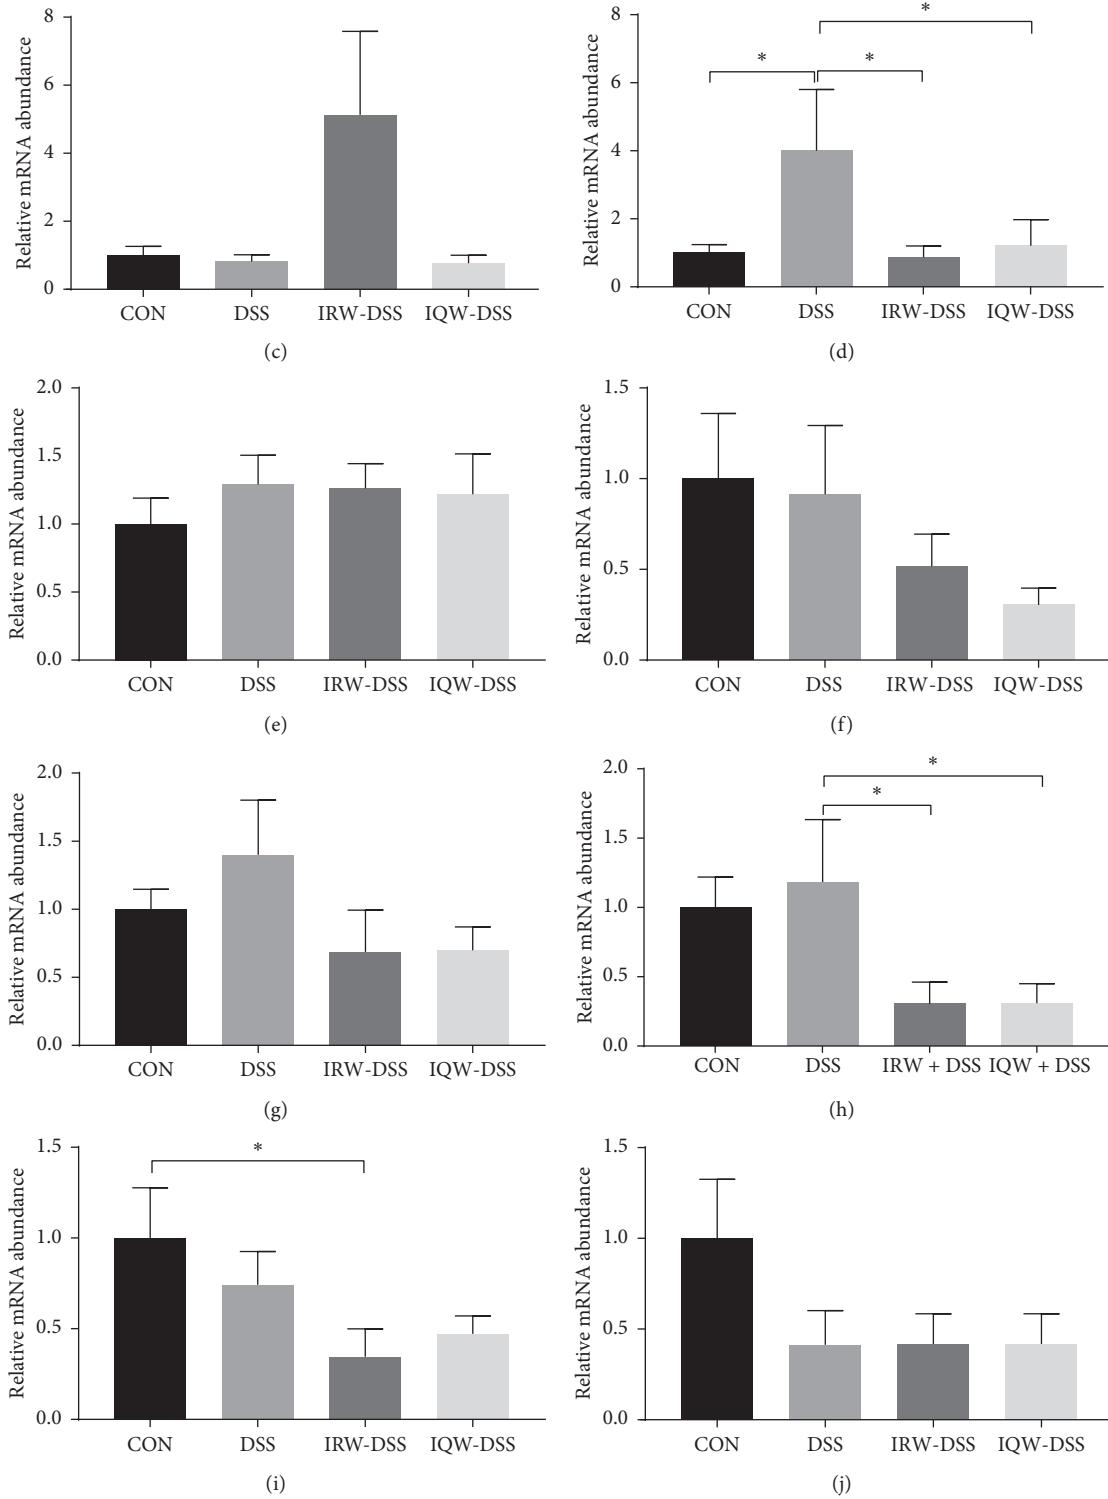 Relative mRNA abundance
8
6
4
2
0
CON DSS IRW-DSS IQW-DSS
(c)
Relative mRNA abundance
8
6
4
2
0
* * *
CON DSS IRW-DSS IQW-DSS
(d)
Relative mRNA abundance
2.0
1.5
1.0
0.5
0.0
CON DSS IRW-DSS IQW-DSS
(e)
Relative mRNA abundance
1.5
1.0
0.5
0.0
CON DSS IRW-DSS IQW-DSS
(f)
Relative mRNA abundance
2.0
1.5
1.0
0.5
0.0
CON DSS IRW-DSS IQW-DSS
(g)
Relative mRNA abundance
2.0
1.5
1.0
0.5
0.0
*
*
CON DSS IRW + DSS IQW + DSS
(h)
Relative mRNA abundance
1.5
1.0
0.5
0.0
*
CON DSS IRW-DSS IQW-DSS
(i)
Relative mRNA abundance
1.5
1.0
0.5
0.0
CON DSS IRW-DSS IQW-DSS
(j)